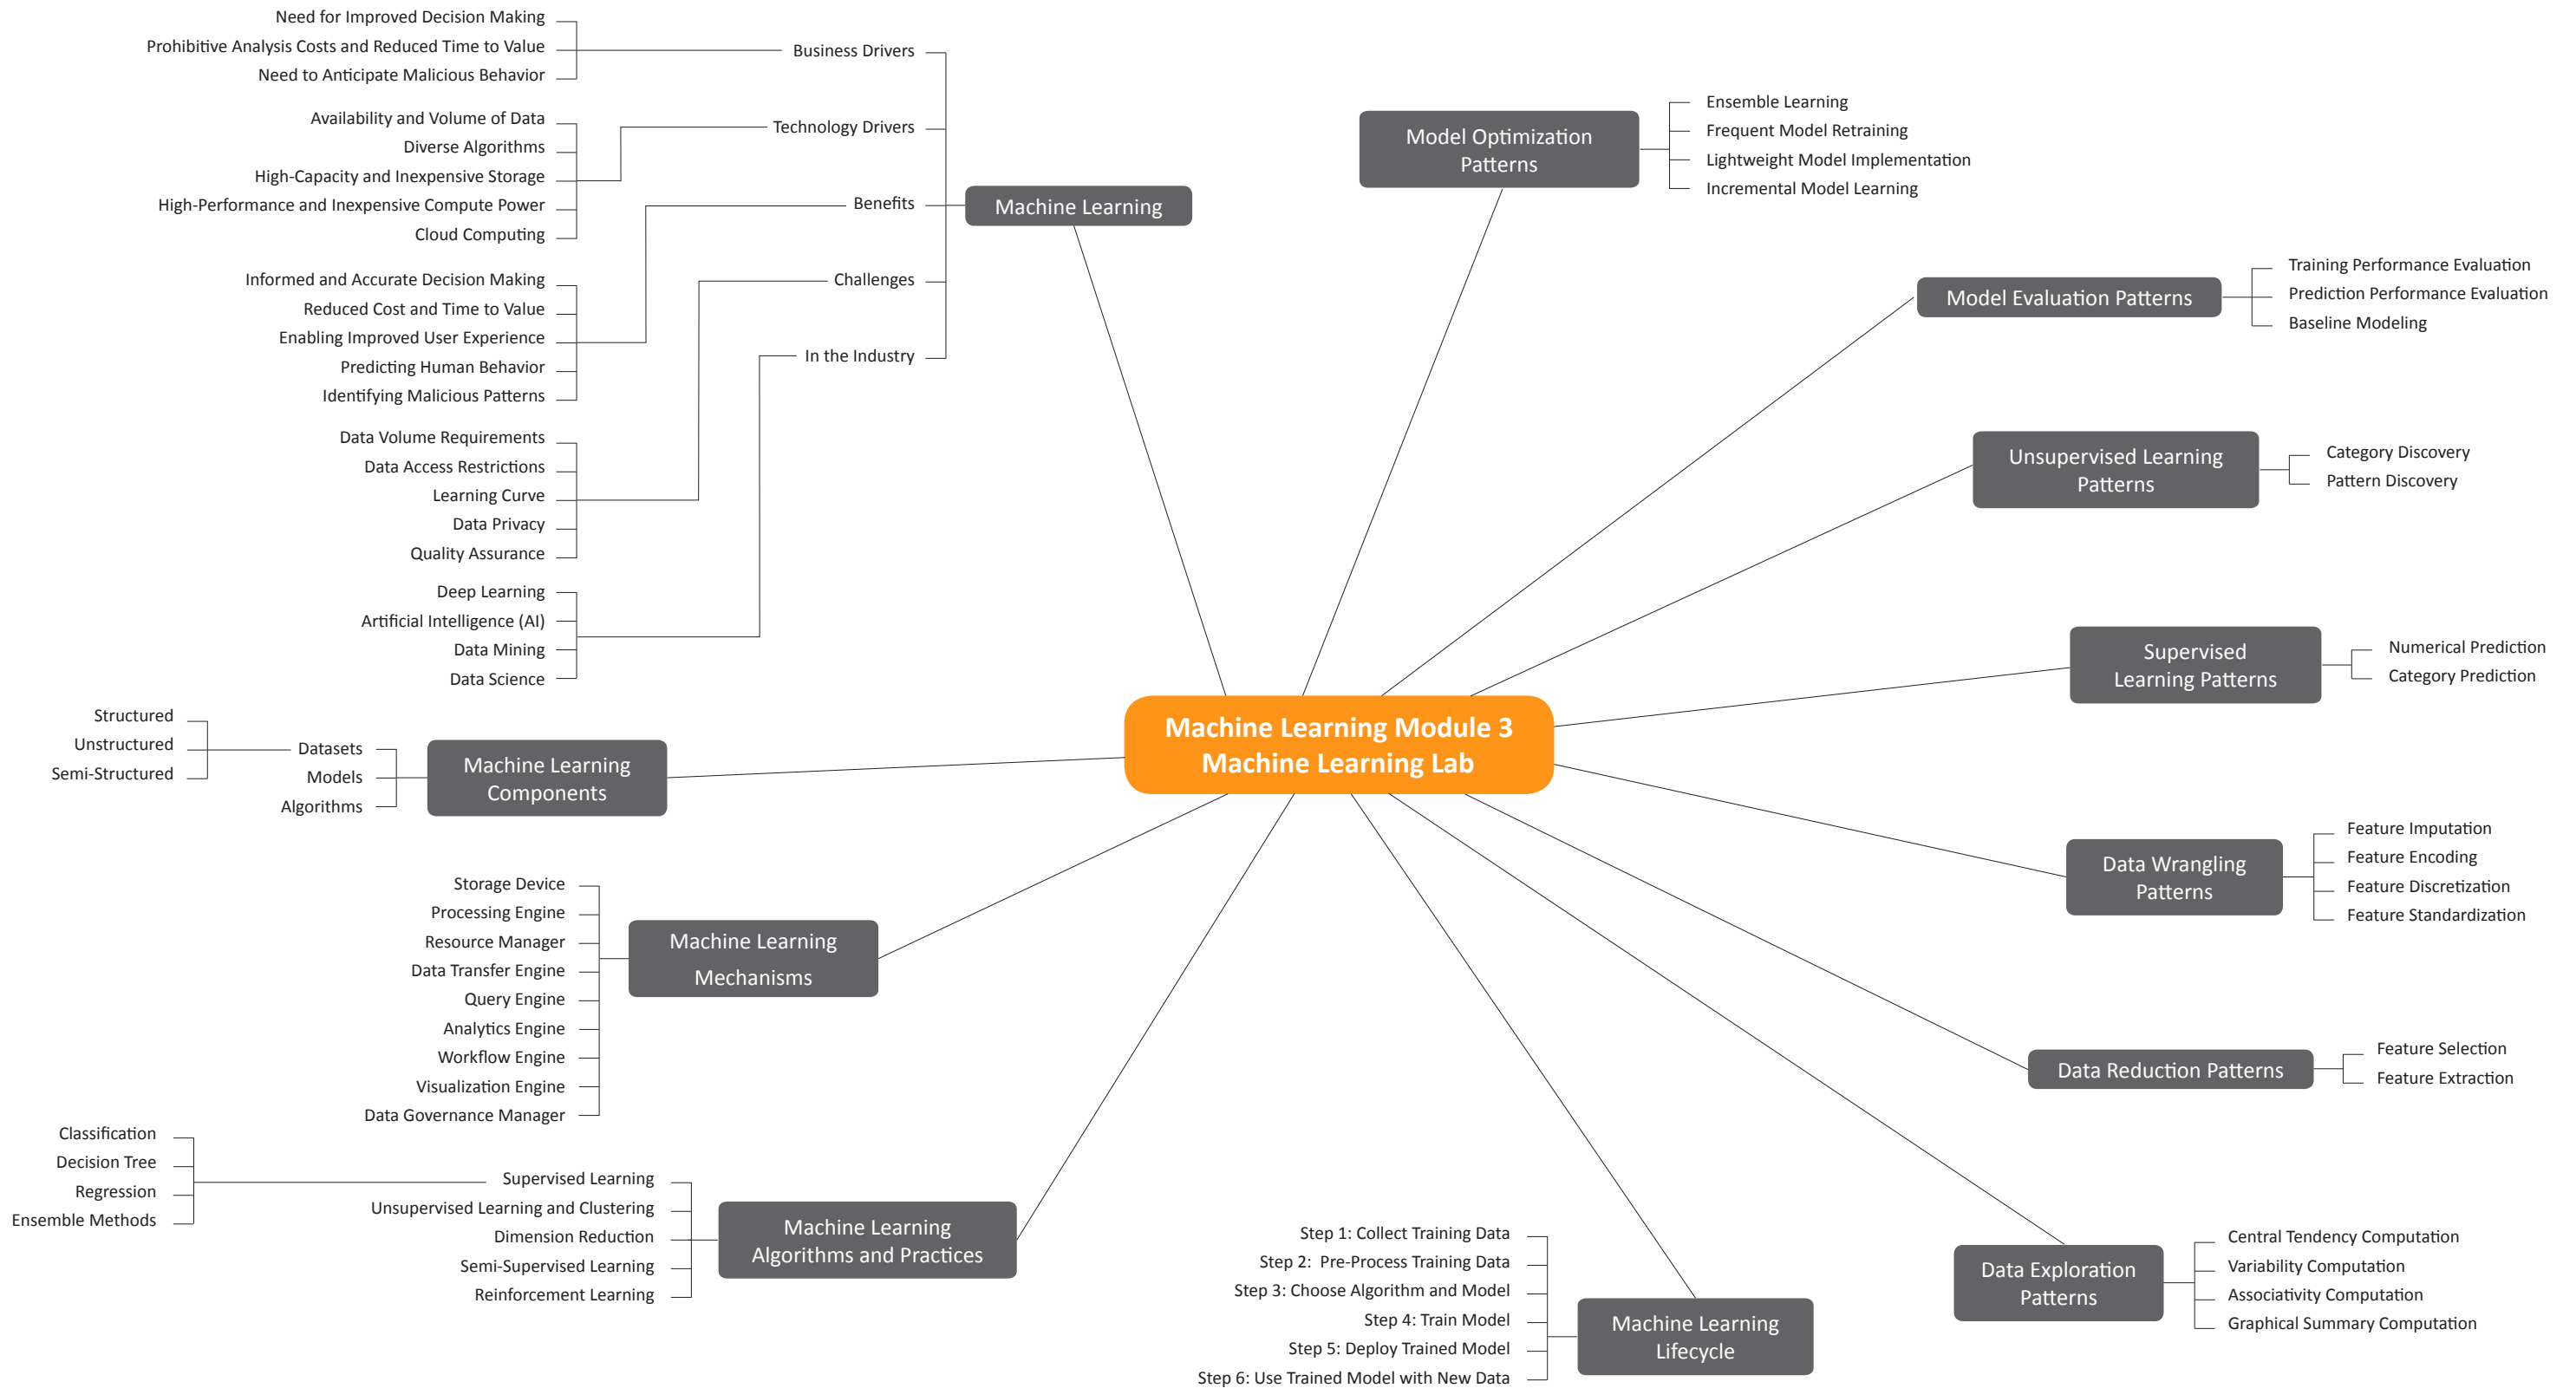 Machine Learning Module 3
Machine Learning Lab
Machine Learning
Business Drivers
Need for Improved Decision Making
Prohibitive Analysis Costs and Reduced Time to Value
Need to Anticipate Malicious Behavior
Technology Drivers
Availability and Volume of Data
Diverse Algorithms
High-Capacity and Inexpensive Storage
High-Performance and Inexpensive Compute Power
Cloud Computing
Benefits
Informed and Accurate Decision Making
Reduced Cost and Time to Value
Enabling Improved User Experience
Predicting Human Behavior
Identifying Malicious Patterns
Challenges
Data Volume Requirements
Data Access Restrictions
Learning Curve
Data Privacy
Quality Assurance
In the Industry
Deep Learning
Artificial Intelligence (AI)
Data Mining
Data Science
Machine Learning
Components
Datasets
Structured
Unstructured
Semi-Structured
Models
Algorithms
Machine Learning
Mechanisms
Storage Device
Processing Engine
Resource Manager
Data Transfer Engine
Query Engine
Analytics Engine
Workflow Engine
Visualization Engine
Data Governance Manager
Machine Learning
Algorithms and Practices
Supervised Learning
Classification
Decision Tree
Regression
Ensemble Methods
Unsupervised Learning and Clustering
Dimension Reduction
Semi-Supervised Learning
Reinforcement Learning
Machine Learning
Lifecycle
Step 1: Collect Training Data
Step 2: Pre-Process Training Data
Step 3: Choose Algorithm and Model
Step 4: Train Model
Step 5: Deploy Trained Model
Step 6: Use Trained Model with New Data
Data Exploration
Patterns
Central Tendency Computation
Variability Computation
Associativity Computation
Graphical Summary Computation
Data Reduction Patterns
Feature Selection
Feature Extraction
Data Wrangling
Patterns
Feature Imputation
Feature Encoding
Feature Discretization
Feature Standardization
Supervised
Learning Patterns
Numerical Prediction
Category Prediction
Unsupervised Learning
Patterns
Category Discovery
Pattern Discovery
Model Evaluation Patterns
Training Performance Evaluation
Prediction Performance Evaluation
Baseline Modeling
Model Optimization
Patterns
Ensemble Learning
Frequent Model Retraining
Lightweight Model Implementation
Incremental Model Learning